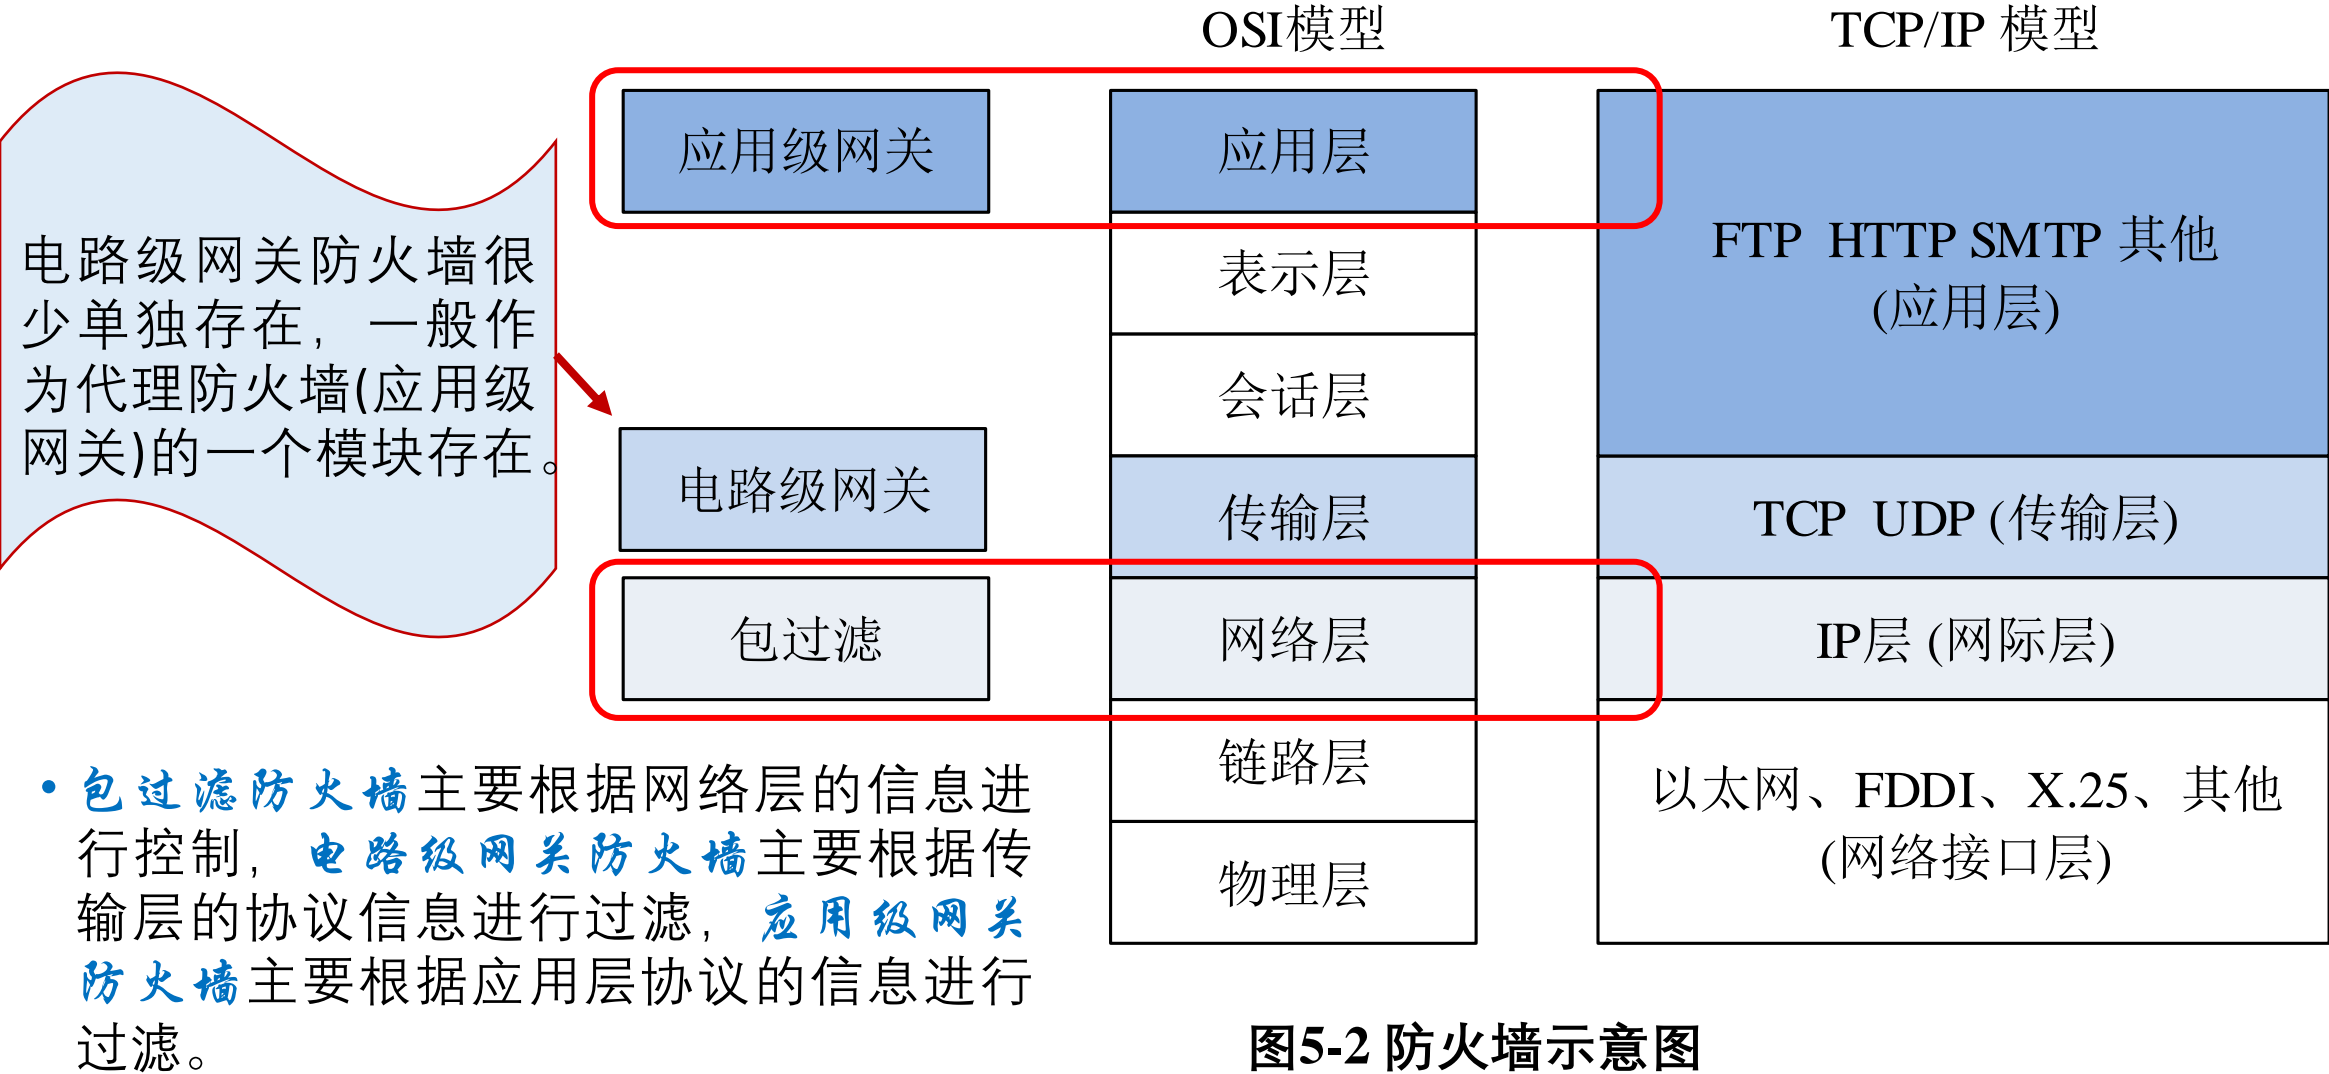 OSI模型
TCP/IP 模型
应用级网关
应用层
表示层
会话层
电路级网关
传输层
包过滤
网络层
链路层
物理层
FTP  HTTP SMTP 其他
(应用层)
TCP  UDP (传输层)
IP层 (网际层)
以太网、FDDI、X.25、其他
(网络接口层)
电路级网关防火墙很
少单独存在，一般作
为代理防火墙(应用级
网关)的一个模块存在。
•包过滤防火墙主要根据网络层的信息进
行控制，电路级网关防火墙主要根据传
输层的协议信息进行过滤，应用级网关
防火墙主要根据应用层协议的信息进行
过滤。
图5-2 防火墙示意图